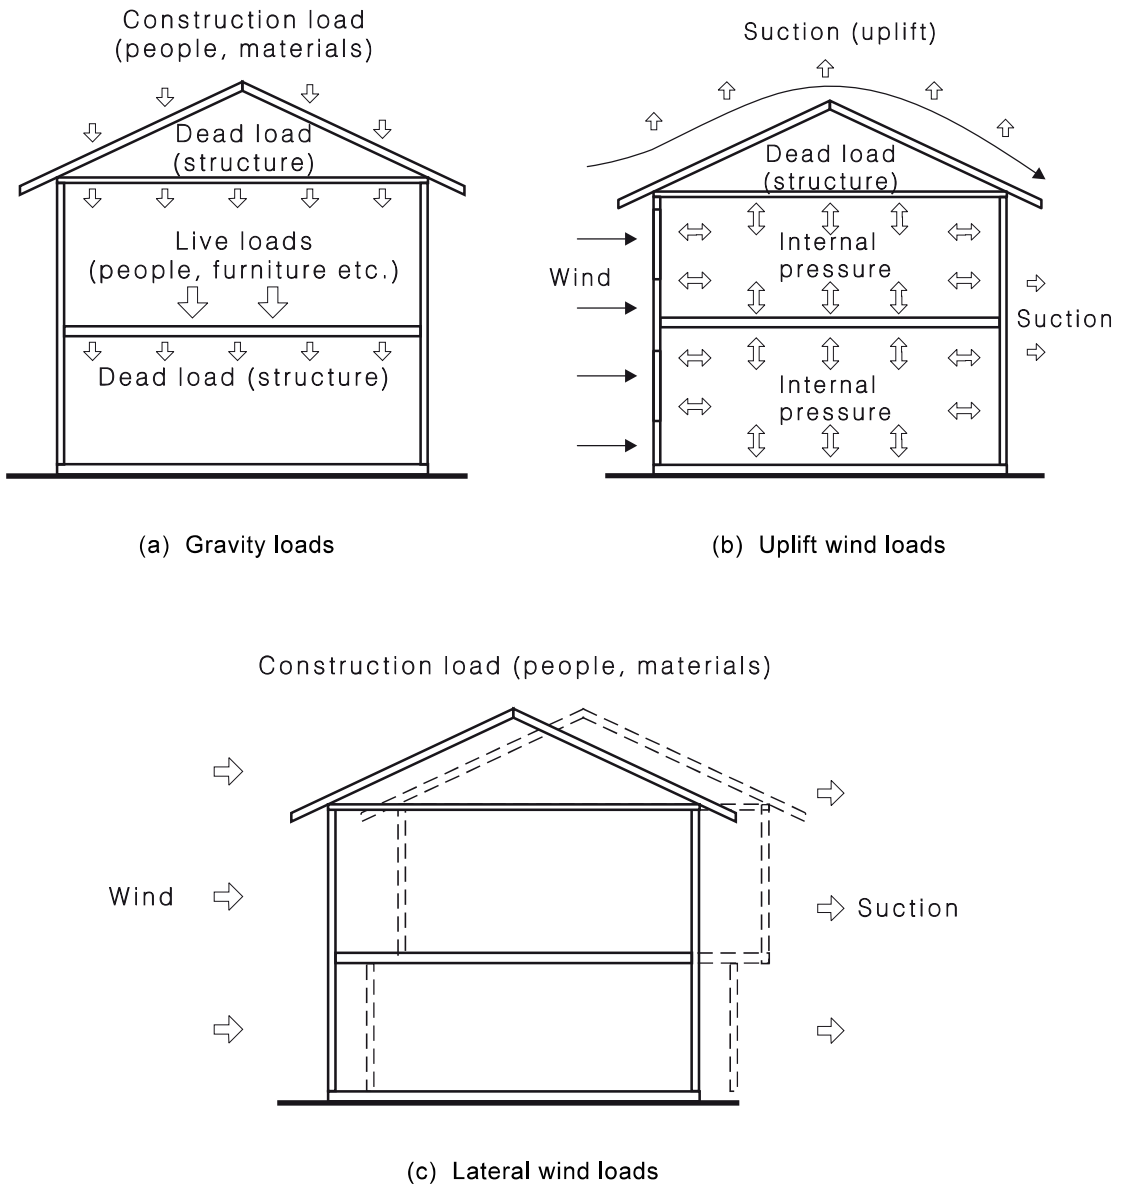 Construction load
(people, materials)
Dead load
(structure)
Live loads
(people, furniture etc.)
Dead load (structure)
(a) Gravity loads
Suction (uplift)
Dead load
(structure)
Internal
pressure
Wind
Suction
Internal
pressure
(b) Uplift wind loads
Construction load (people, materials)
Wind
Suction
(c) Lateral wind loads